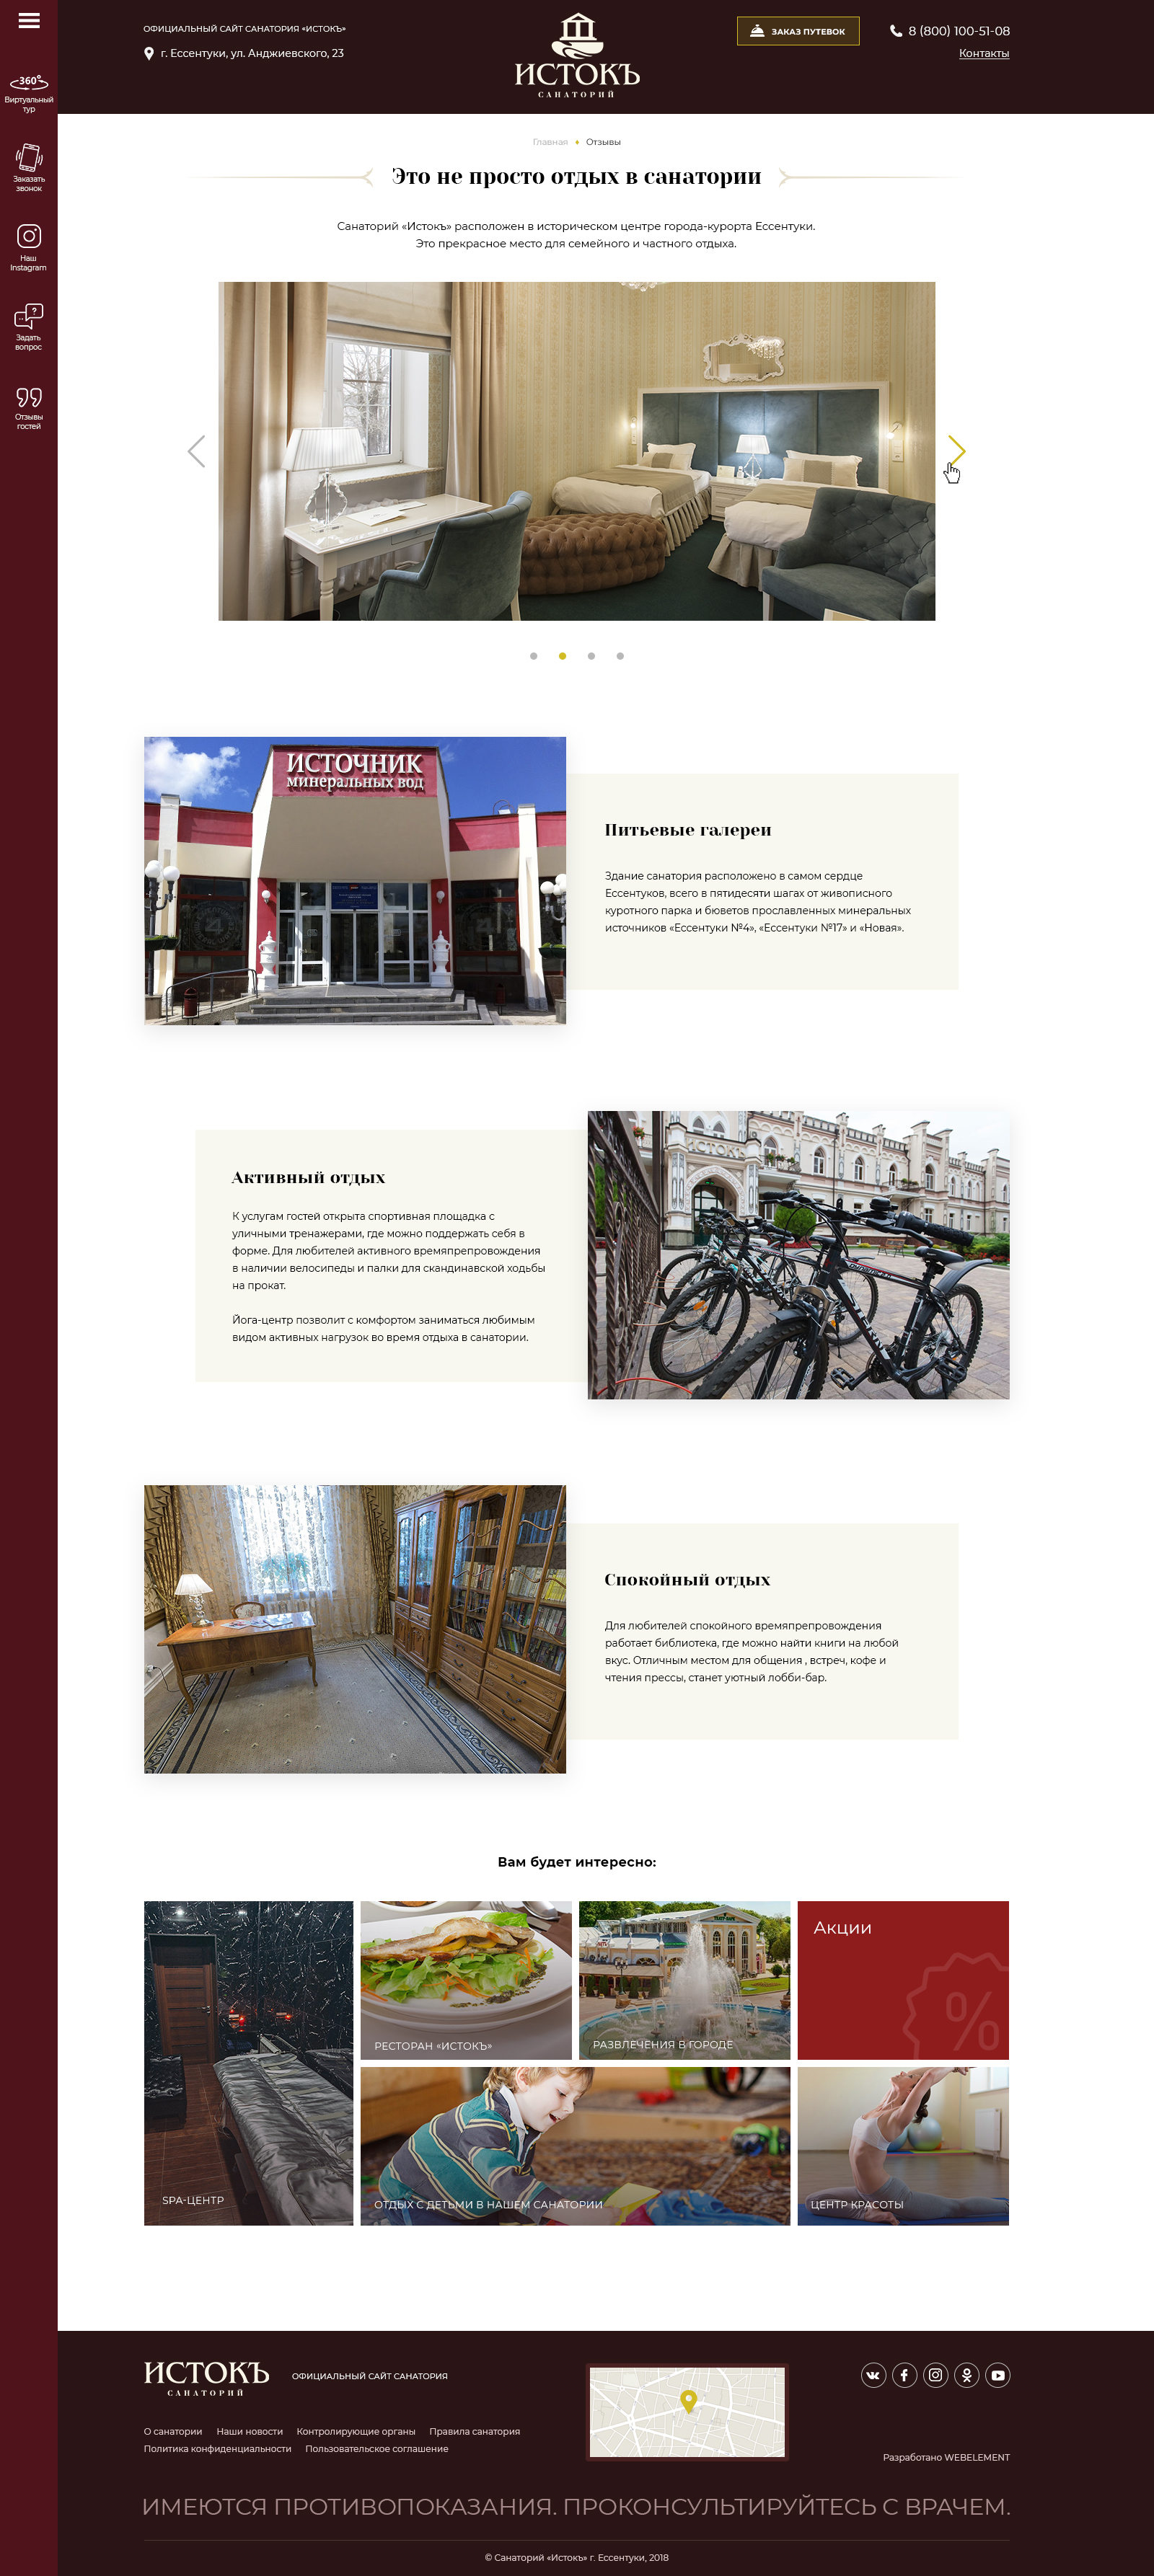 ОФИЦИАЛЬНЫЙ САЙТ САНАТОРИЯ «ИСТОКЪ»
г. Ессентуки, ул. Анджиевского, 23
ИСТОКЪ
САНАТОРИЙ
ЗАКАЗ ПУТЕВОК
8 (800) 100-51-08
Контакты
360°
Виртуальный
тур
Заказать
звонок
Наш
Instagram
Задать
вопрос
Отзывы
гостей
Главная ♦ Отзывы
Это не просто отдых в санатории
Санаторий «Истокъ» расположен в историческом центре города-курорта Ессентуки.
Это прекрасное место для семейного и частного отдыха.
ИСТОЧНИК
минеральных вод
4
Питьевые галереи
Здание санатория расположено в самом сердце
Ессентуков, всего в пятидесяти шагах от живописного
куротного парка и бюветов прославленных минеральных
источников «Ессентуки №4», «Ессентуки №17» и «Новая».
Активный отдых
К услугам гостей открыта спортивная площадка с
уличными тренажерами, где можно поддержать себя в
форме. Для любителей активного времяпрепровождения
в наличии велосипеды и палки для скандинавской ходьбы
на прокат.
Йога-центр позволит с комфортом заниматься любимым
видом активных нагрузок во время отдыха в санатории.
Спокойный отдых
Для любителей спокойного времяпрепровождения
работает библиотека, где можно найти книги на любой
вкус. Отличным местом для общения , встреч, кофе и
чтения прессы, станет уютный лобби-бар.
Вам будет интересно:
SPA-ЦЕНТР
РЕСТОРАН «ИСТОКЪ»
РАЗВЛЕЧЕНИЯ В ГОРОДЕ
Акции
%
ОТДЫХ С ДЕТЬМИ В НАШЕМ САНАТОРИИ
ЦЕНТР КРАСОТЫ
ИСТОКЪ
САНАТОРИЙ
ОФИЦИАЛЬНЫЙ САЙТ САНАТОРИЯ
О санатории Наши новости Контролирующие органы Правила санатория
Политика конфиденциальности Пользовательское соглашение
Разработано WEBELEMENT
ИМЕЮТСЯ ПРОТИВОПОКАЗАНИЯ. ПРОКОНСУЛЬТИРУЙТЕСЬ С ВРАЧЕМ.
© Санаторий «Истокъ» г. Ессентуки, 2018